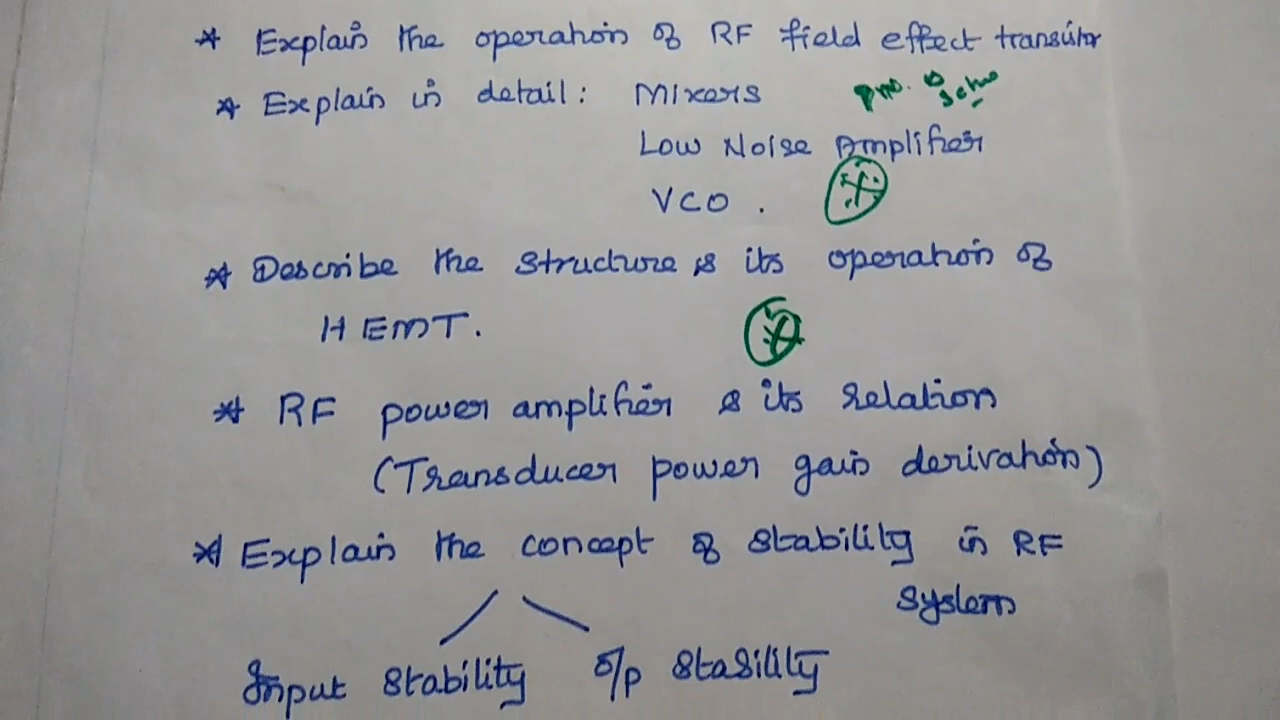 * Explain the operation of RF field effect transistor
* Explain in detail: Mixers
Low Noise Amplifier
VCO.
* Describe the structure & its operation of
HEMT.
* RF power amplifier & its relation
(Transducer power gain derivation)
* Explain the concept of stability in RF
System
Input stability O/p stability